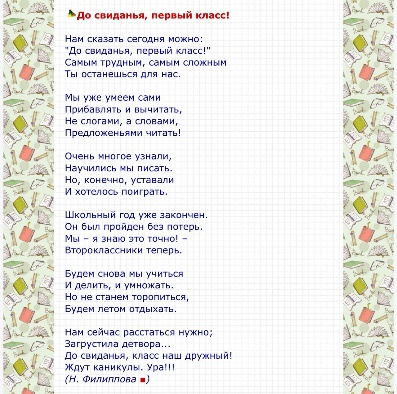 До свиданья, первый класс!
Нам сказать сегодня можно:
"До свиданья, первый класс!"
Самым трудным, самым сложным
Ты останешься для нас.
Мы уже умеем сами
Прибавлять и вычитать,
Не слогами, а словами,
Предложеньями читать!
Очень многое узнали,
Научились мы писать.
Но, конечно, уставали
И хотелось поиграть.
Школьный год уже закончен.
Он был пройден без потерь.
Мы – я знаю это точно! –
Второклассники теперь.
Будем снова мы учиться
И делить, и умножать.
Но не станем торопиться,
Будем летом отдыхать.
Нам сейчас расстаться нужно;
Загрустила детвора...
До свиданья, класс наш дружный!
Ждут каникулы. Ура!!!
(Н. Филиппова )